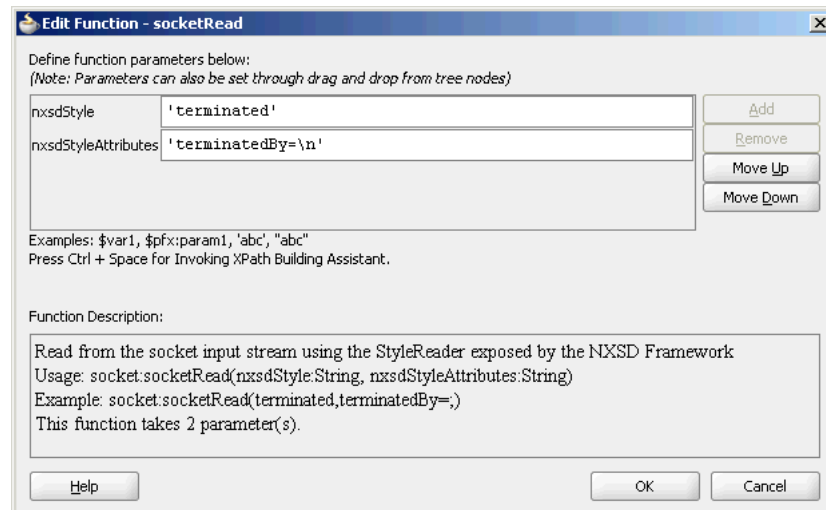 Edit Function - socketRead
Define function parameters below:
(Note: Parameters can also be set through drag and drop from tree nodes)
nxsdStyle 'terminated'
nxsdStyleAttributes 'terminatedBy=\n'
Add
Remove
Move Up
Move Down
Examples: $var1, $pfx:param1, 'abc', "abc"
Press Ctrl + Space for Invoking XPath Building Assistant.
Function Description:
Read from the socket input stream using the StyleReader exposed by the NXSD Framework
Usage: socket:socketRead(nxsdStyle:String, nxsdStyleAttributes:String)
Example: socket:socketRead(terminated,terminatedBy=;)
This function takes 2 parameter(s).
Help OK Cancel